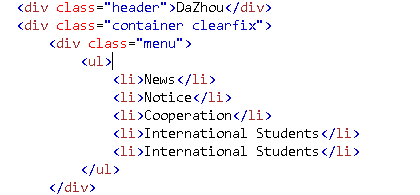 <div class="header">DaZhou</div>
<div class="container clearfix">
<div class="menu">
<ul>
<li>News</li>
<li>Notice</li>
<li>Cooperation</li>
<li>International Students</li>
<li>International Students</li>
</ul>
</div>